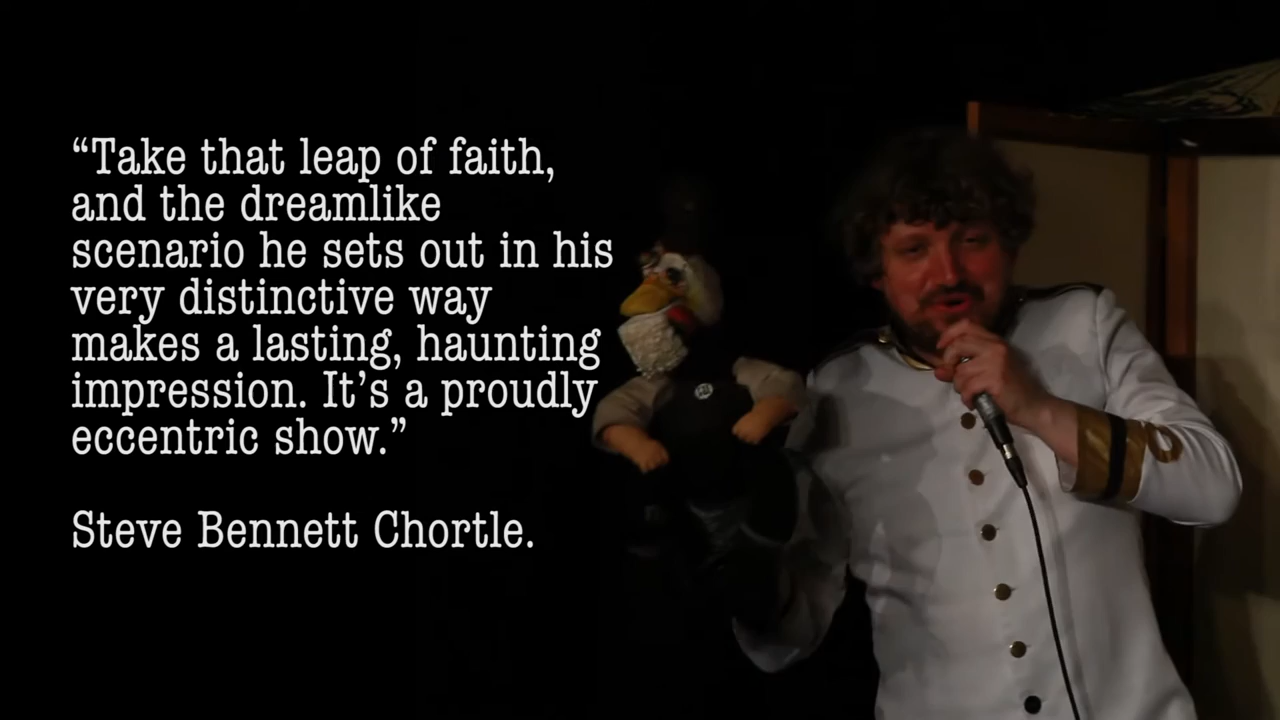 “Take that leap of faith,
and the dreamlike
scenario he sets out in his
very distinctive way
makes a lasting, haunting
impression. It’s a proudly
eccentric show.”
Steve Bennett Chortle.